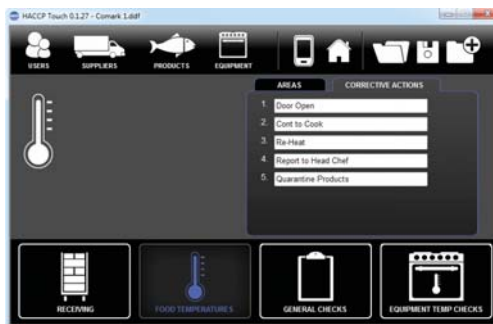 HACCP Touch 0.1.27 - Comark 1.ddf
USERS SUPPLIERS PRODUCTS EQUIPMENT
AREAS CORRECTIVE ACTIONS
1. Door Open
2. Cont to Cook
3. Re-Heat
4. Report to Head Chef
5. Quarantine Products
RECEIVING FOOD TEMPERATURES GENERAL CHECKS EQUIPMENT TEMP CHECKS